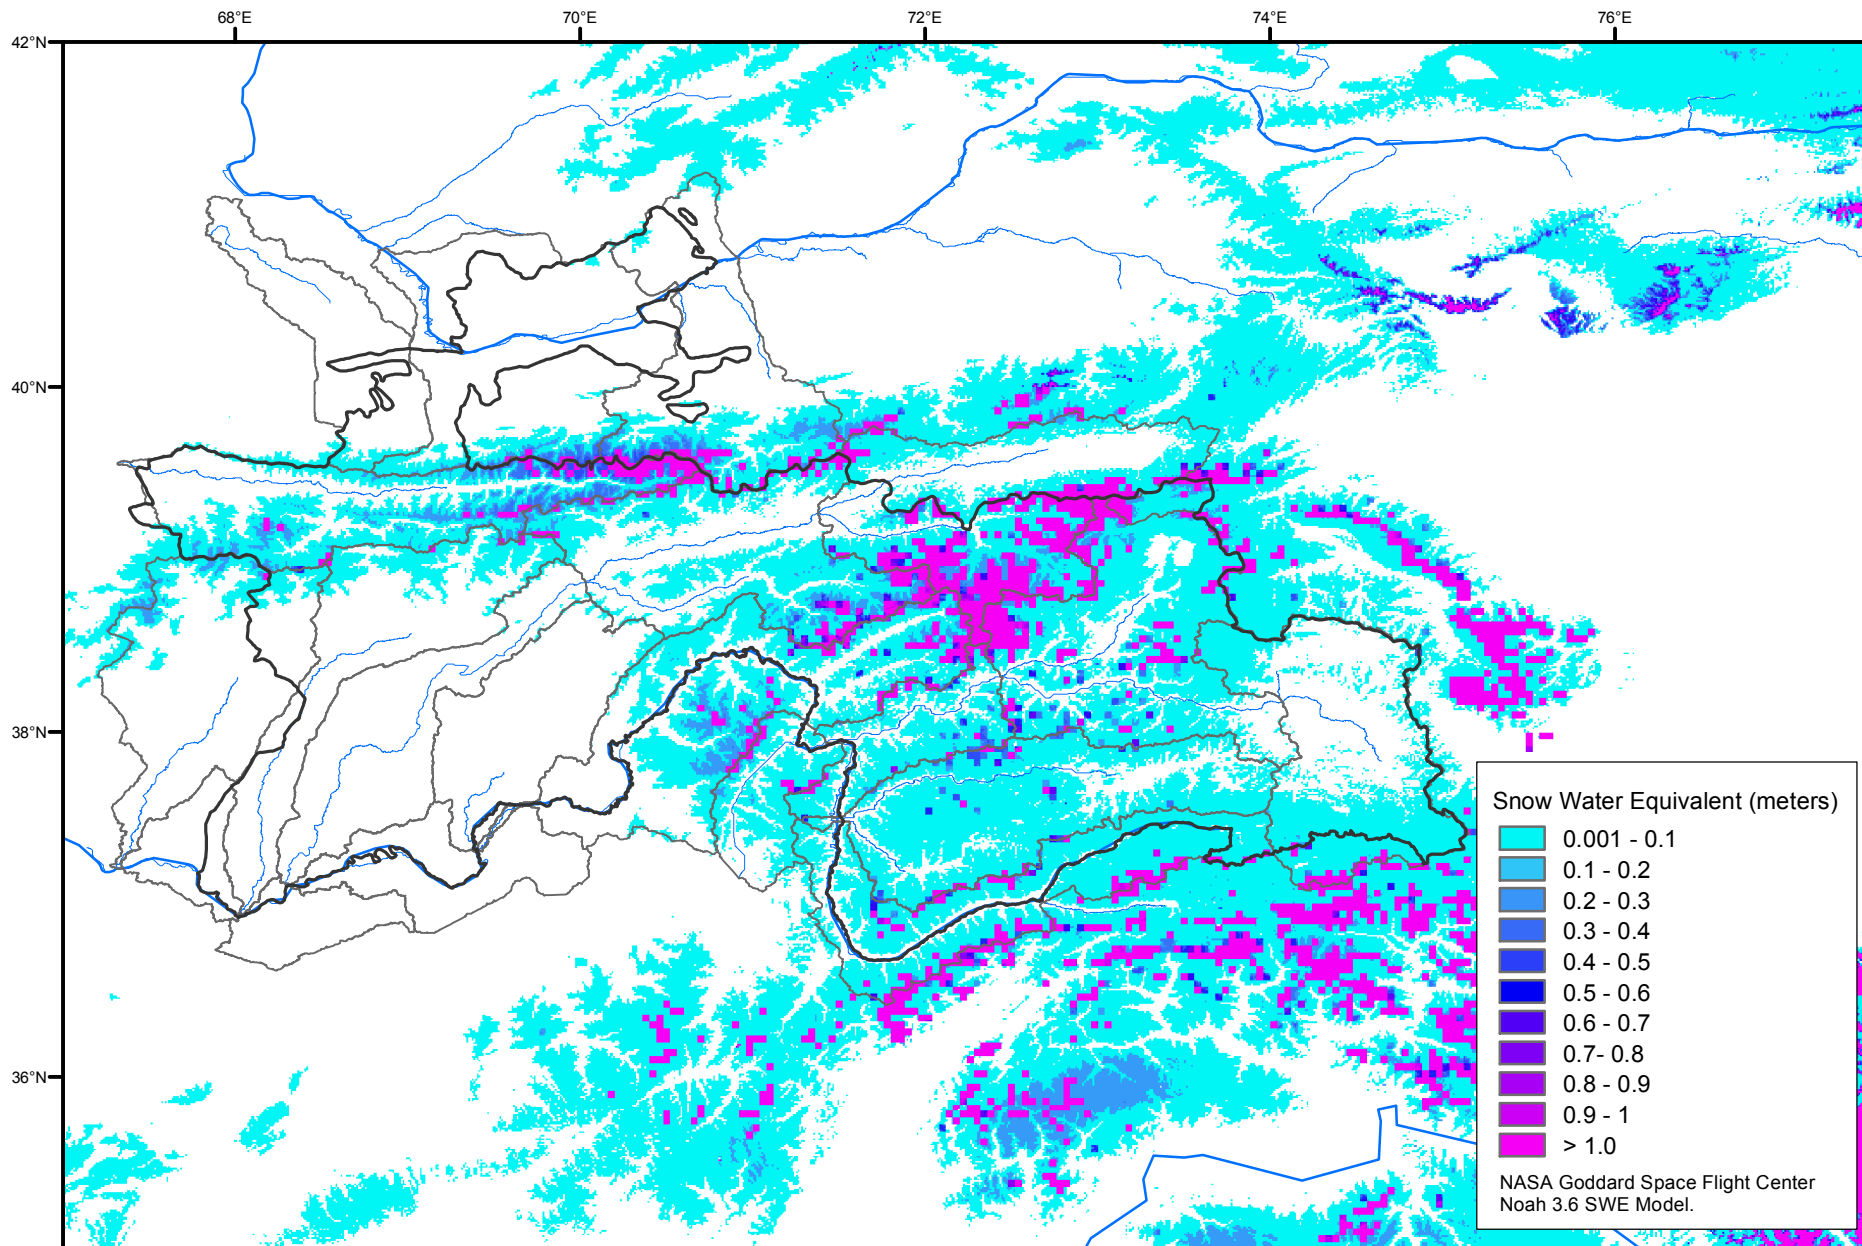 68°E
70°E
72°E
74°E
76°E
42°N
40°N
38°N
36°N
Snow Water Equivalent (meters)
0.001 - 0.1
0.1 - 0.2
0.2 - 0.3
0.3 - 0.4
0.4 - 0.5
0.5 - 0.6
0.6 - 0.7
0.7- 0.8
0.8 - 0.9
0.9 - 1
> 1.0
NASA Goddard Space Flight Center
Noah 3.6 SWE Model.